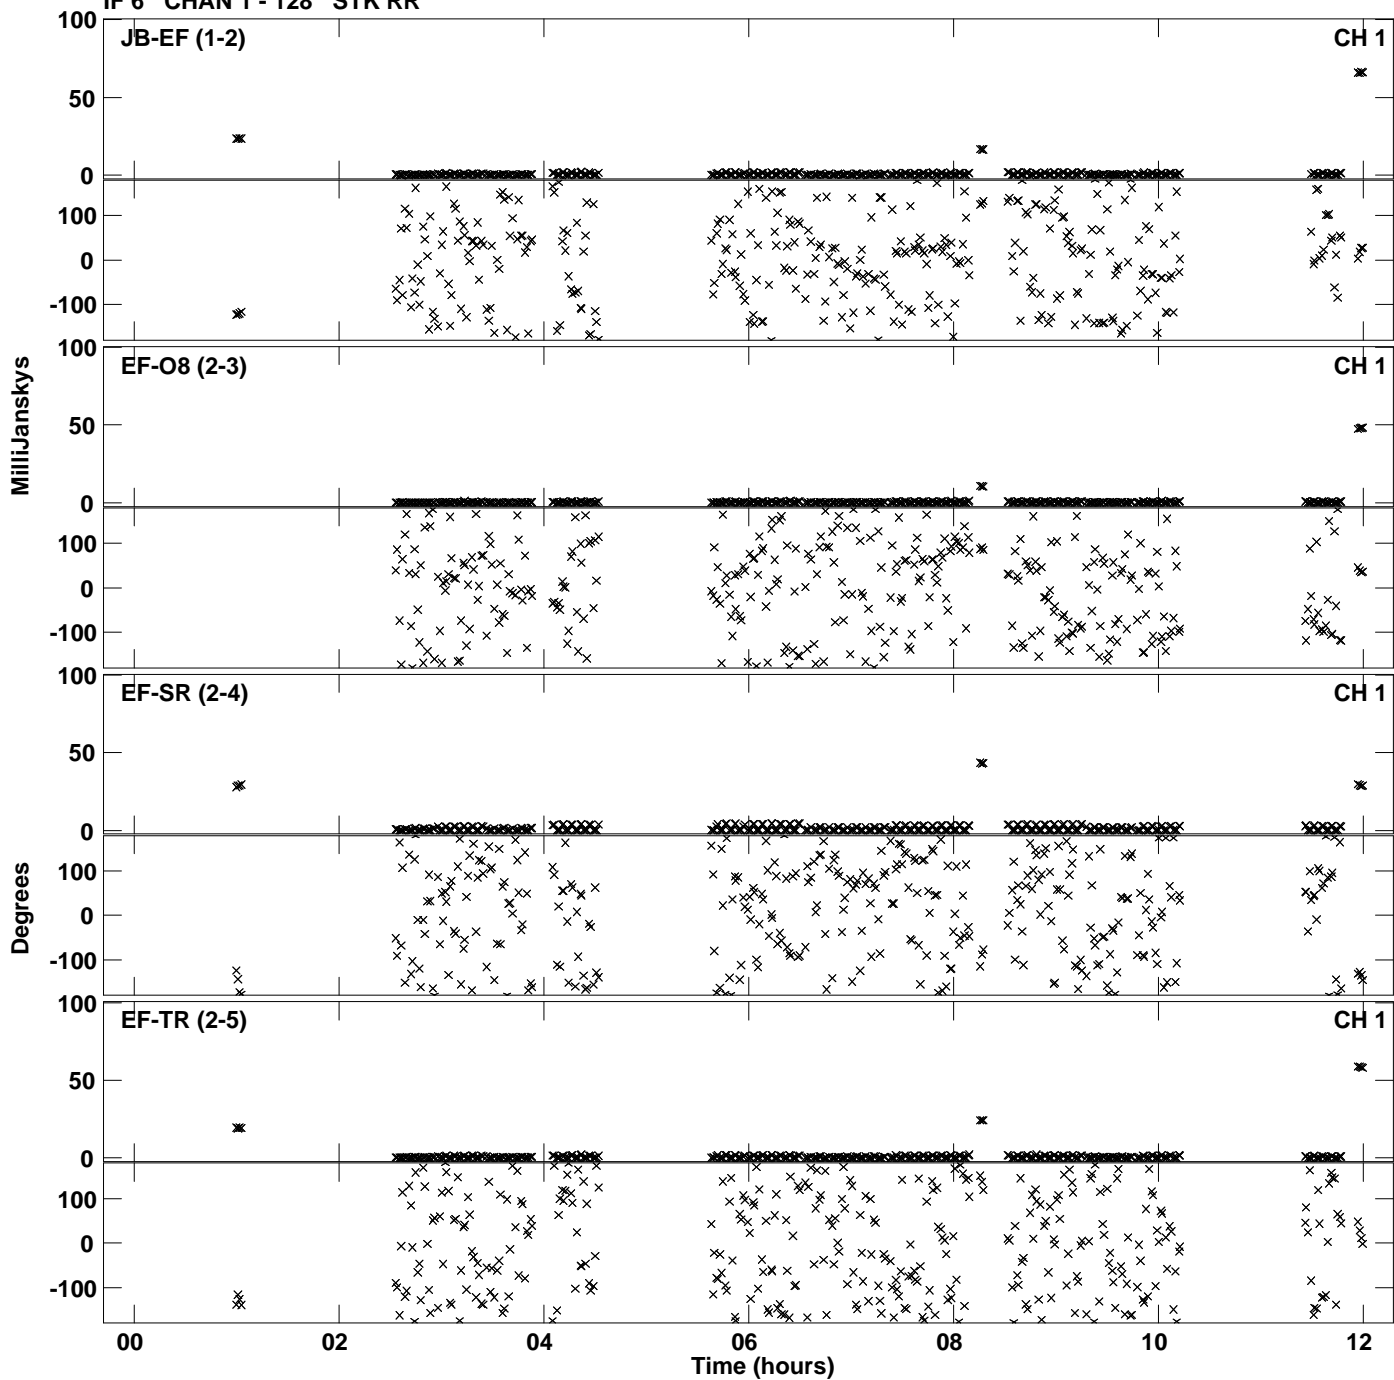 IF 6 CHAN 1 - 128 STK RR
100
JB-EF (1-2)
CH 1
50
0
100
0
-100
100
EF-O8 (2-3)
CH 1
50
0
100
0
-100
100
EF-SR (2-4)
CH 1
50
0
100
0
-100
100
EF-TR (2-5)
CH 1
50
0
100
0
-100
MilliJanskys
Degrees
00 02 04 06 08 10 12
Time (hours)